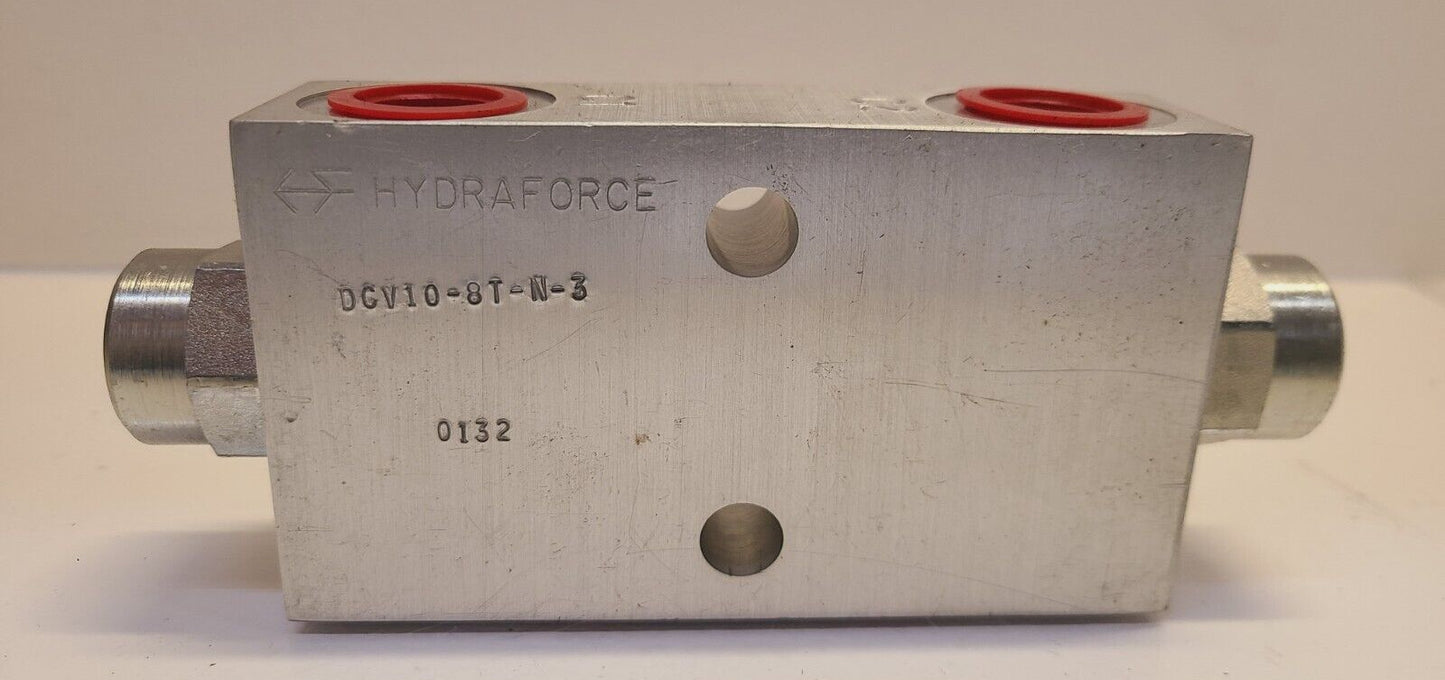 HYDRAFORCE
DCV10-8T-N-3
0132